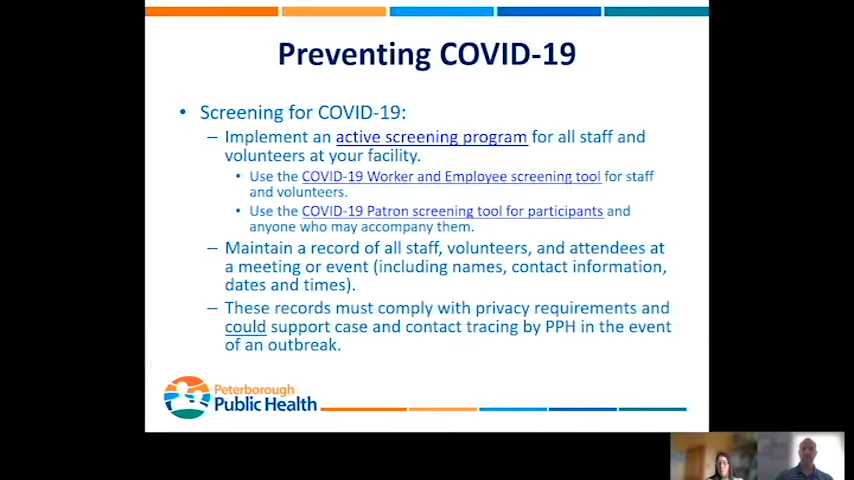 Preventing COVID-19
• Screening for COVID-19:
– Implement an active screening program for all staff and
volunteers at your facility.
• Use the COVID-19 Worker and Employee screening tool for staff
and volunteers.
• Use the COVID-19 Patron screening tool for participants and
anyone who may accompany them.
– Maintain a record of all staff, volunteers, and attendees at
a meeting or event (including names, contact information,
dates and times).
– These records must comply with privacy requirements and
could support case and contact tracing by PPH in the event
of an outbreak.
Peterborough
Public Health